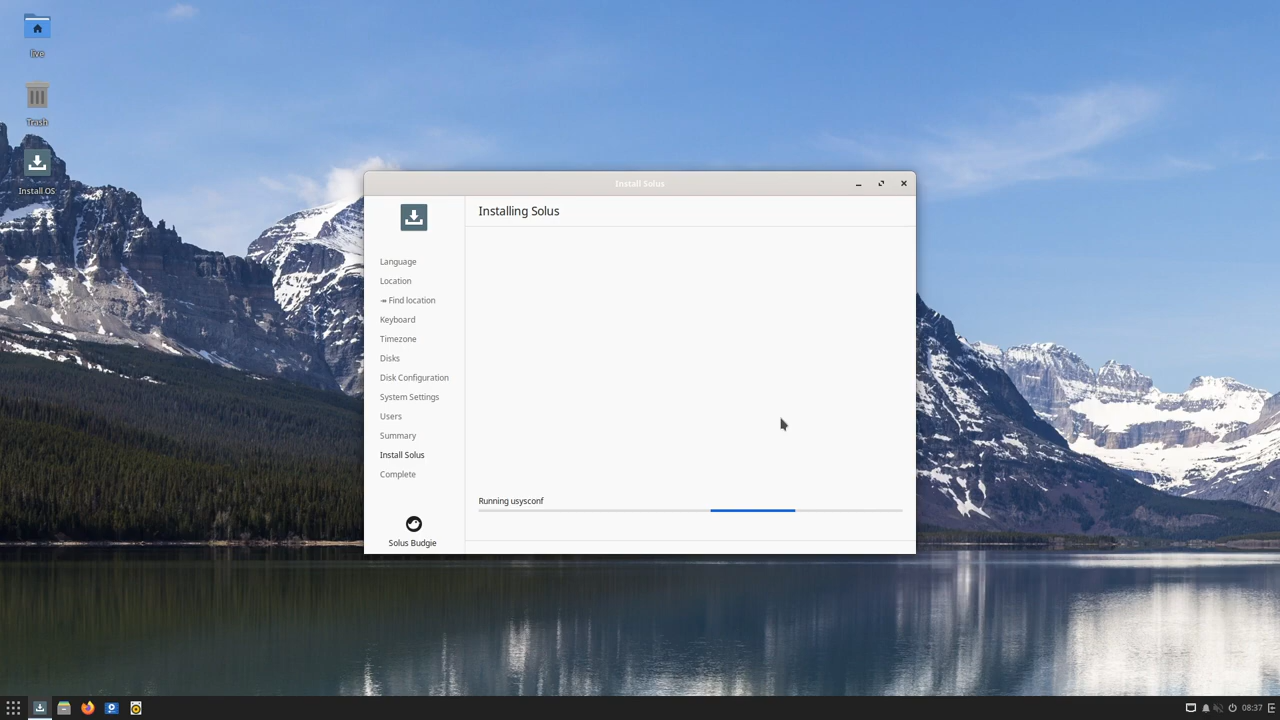 live
Trash
Install OS
Install Solus
Installing Solus
Language
Location
↠ Find location
Keyboard
Timezone
Disks
Disk Configuration
System Settings
Users
Summary
Install Solus
Complete
Solus Budgie
Running usysconf
08:37